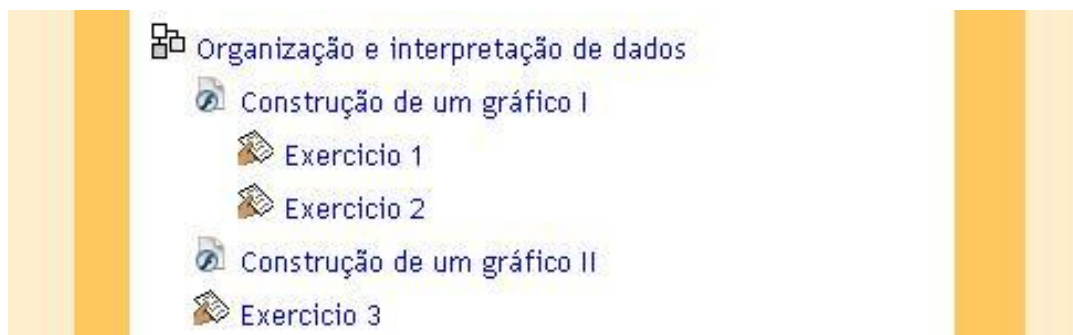 Organização e interpretação de dados
Construção de um gráfico I
Exercicio 1
Exercicio 2
Construção de um gráfico II
Exercicio 3